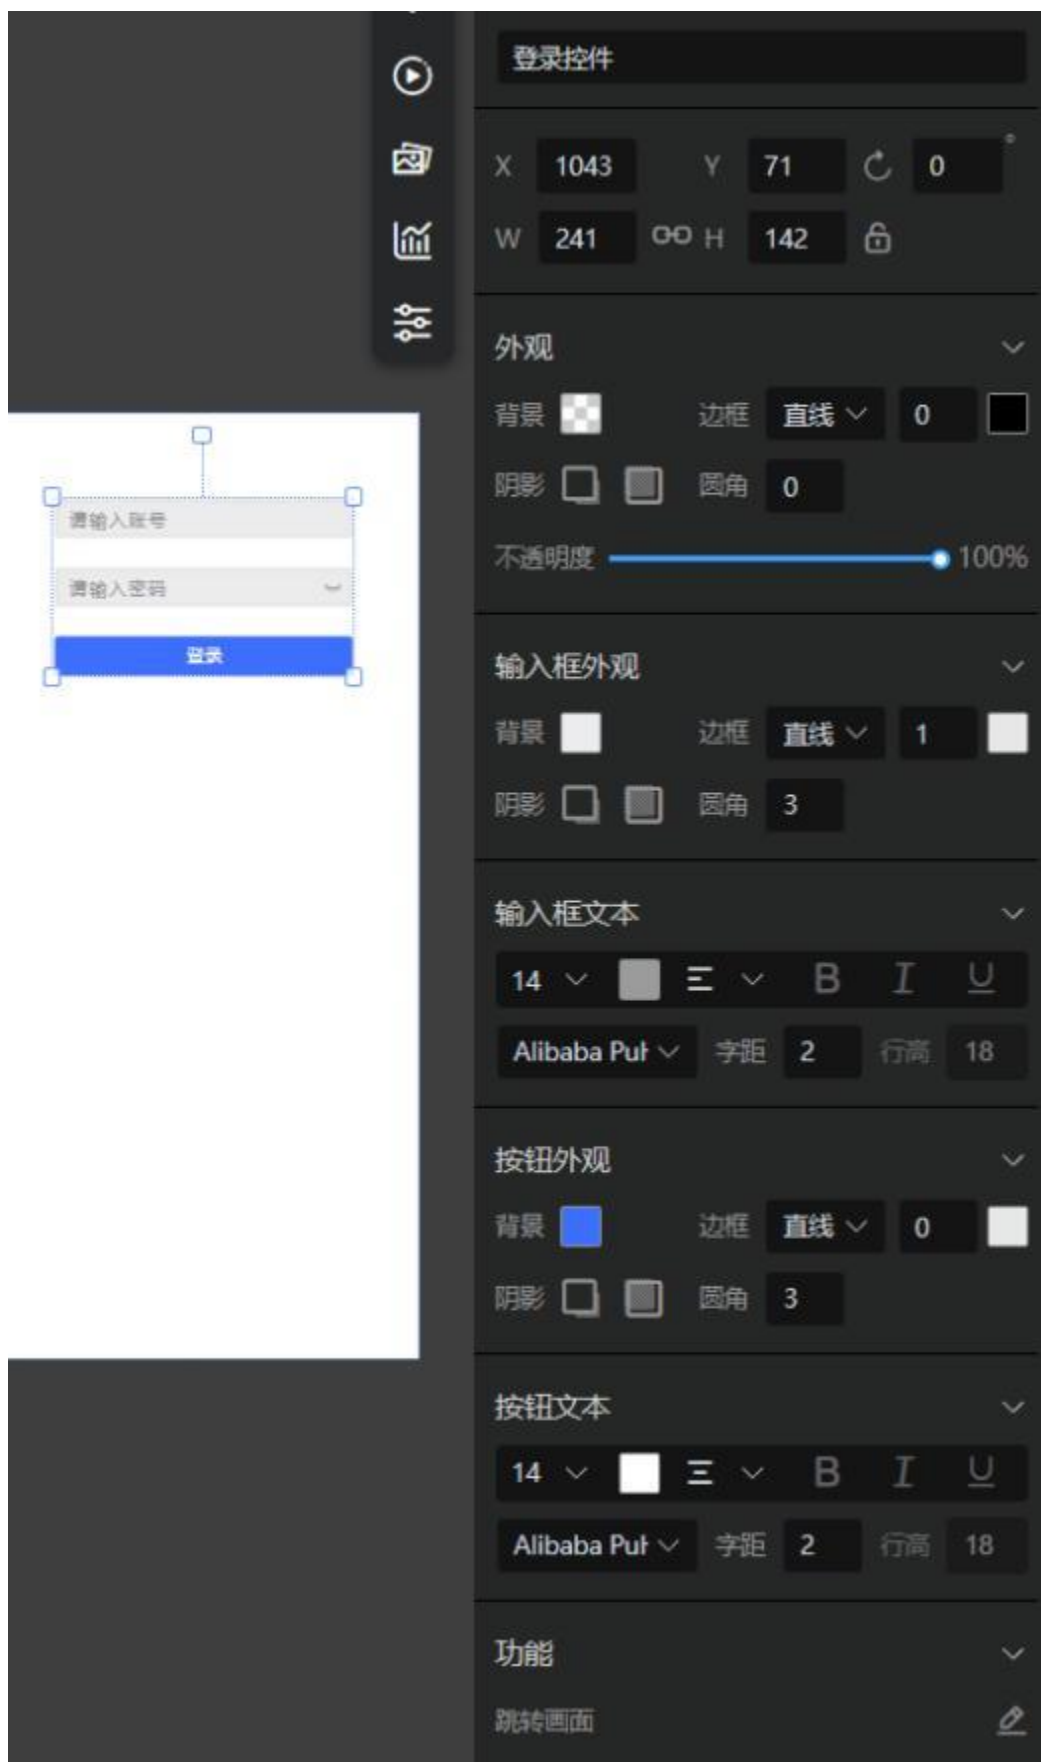 登录控件
X 1043 Y 71 0 °
W 241 H 142
外观
背景 边框 直线 0
阴影 圆角 0
不透明度 100%
请输入账号
请输入密码
登录
输入框外观
背景 边框 直线 1
阴影 圆角 3
输入框文本
14 B I U
Alibaba Puh 字距 2 行高 18
按钮外观
背景 边框 直线 0
阴影 圆角 3
按钮文本
14 B I U
Alibaba Puh 字距 2 行高 18
功能
跳转画面